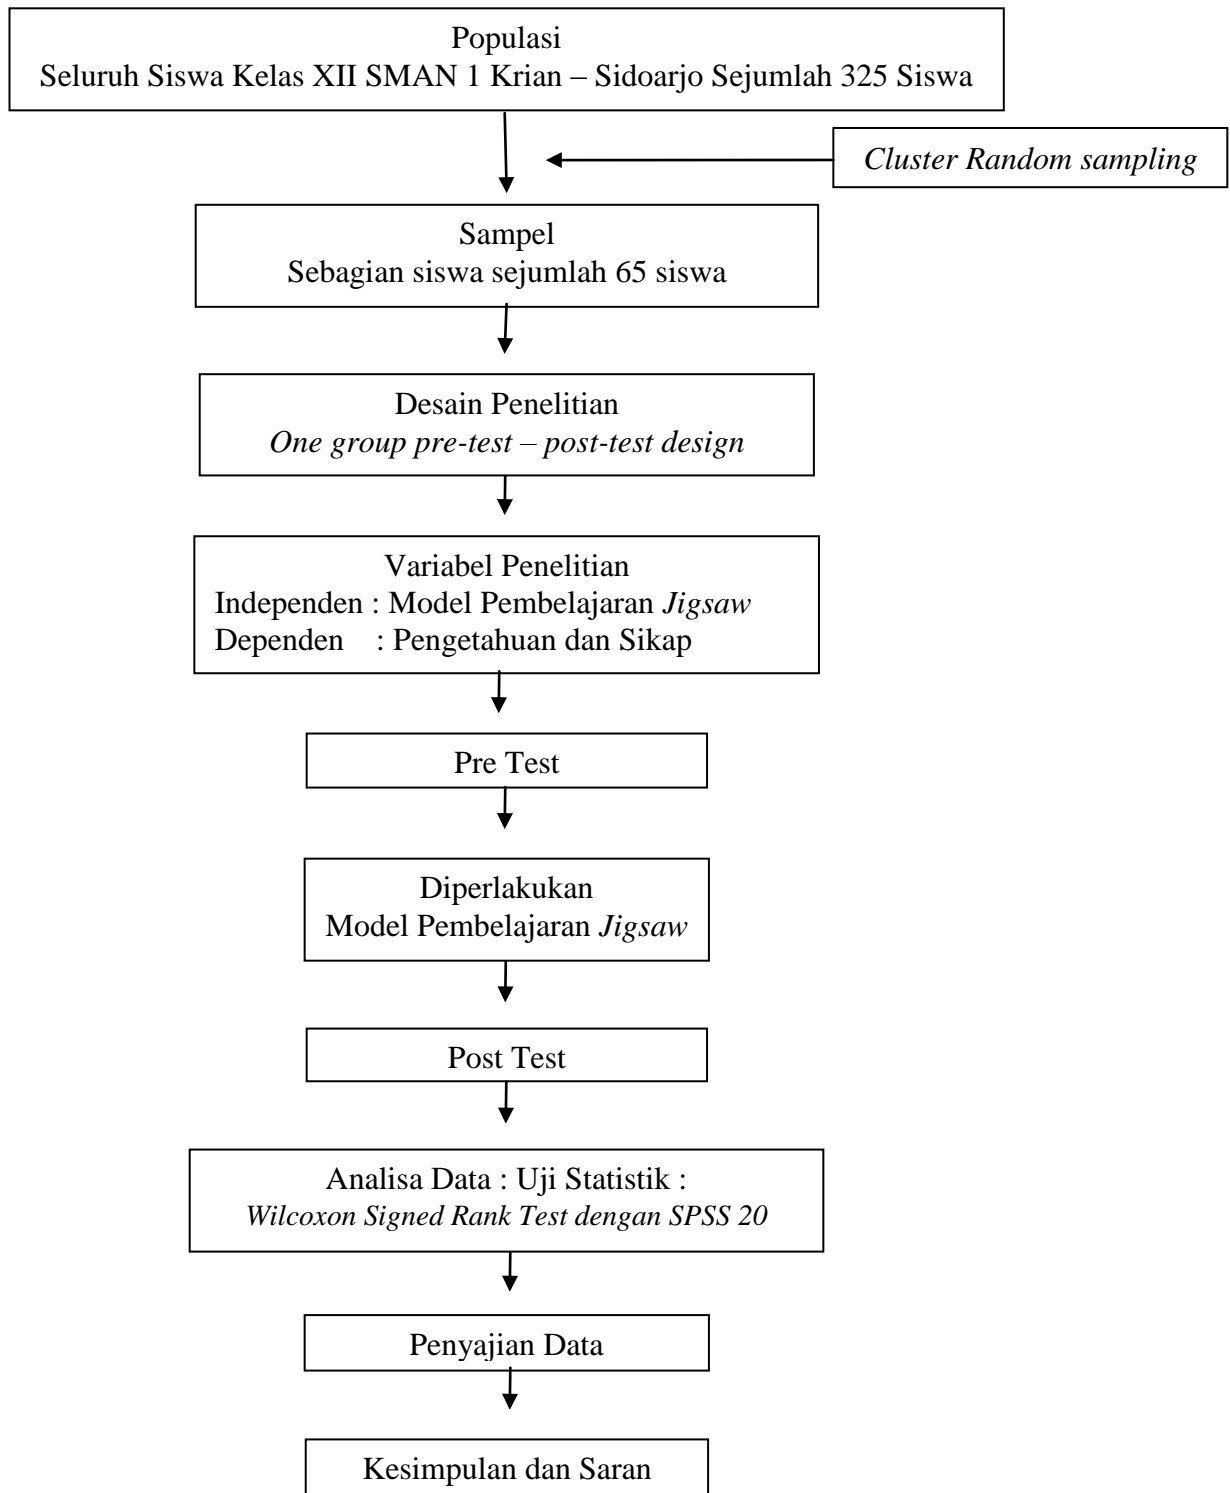 Populasi
Seluruh Siswa Kelas XII SMAN 1 Krian – Sidoarjo Sejumlah 325 Siswa
Cluster Random sampling
Sampel
Sebagian siswa sejumlah 65 siswa
Desain Penelitian
One group pre-test – post-test design
Variabel Penelitian
Independen : Model Pembelajaran Jigsaw
Dependen : Pengetahuan dan Sikap
Pre Test
Diperlakukan
Model Pembelajaran Jigsaw
Post Test
Analisa Data : Uji Statistik :
Wilcoxon Signed Rank Test dengan SPSS 20
Penyajian Data
Kesimpulan dan Saran